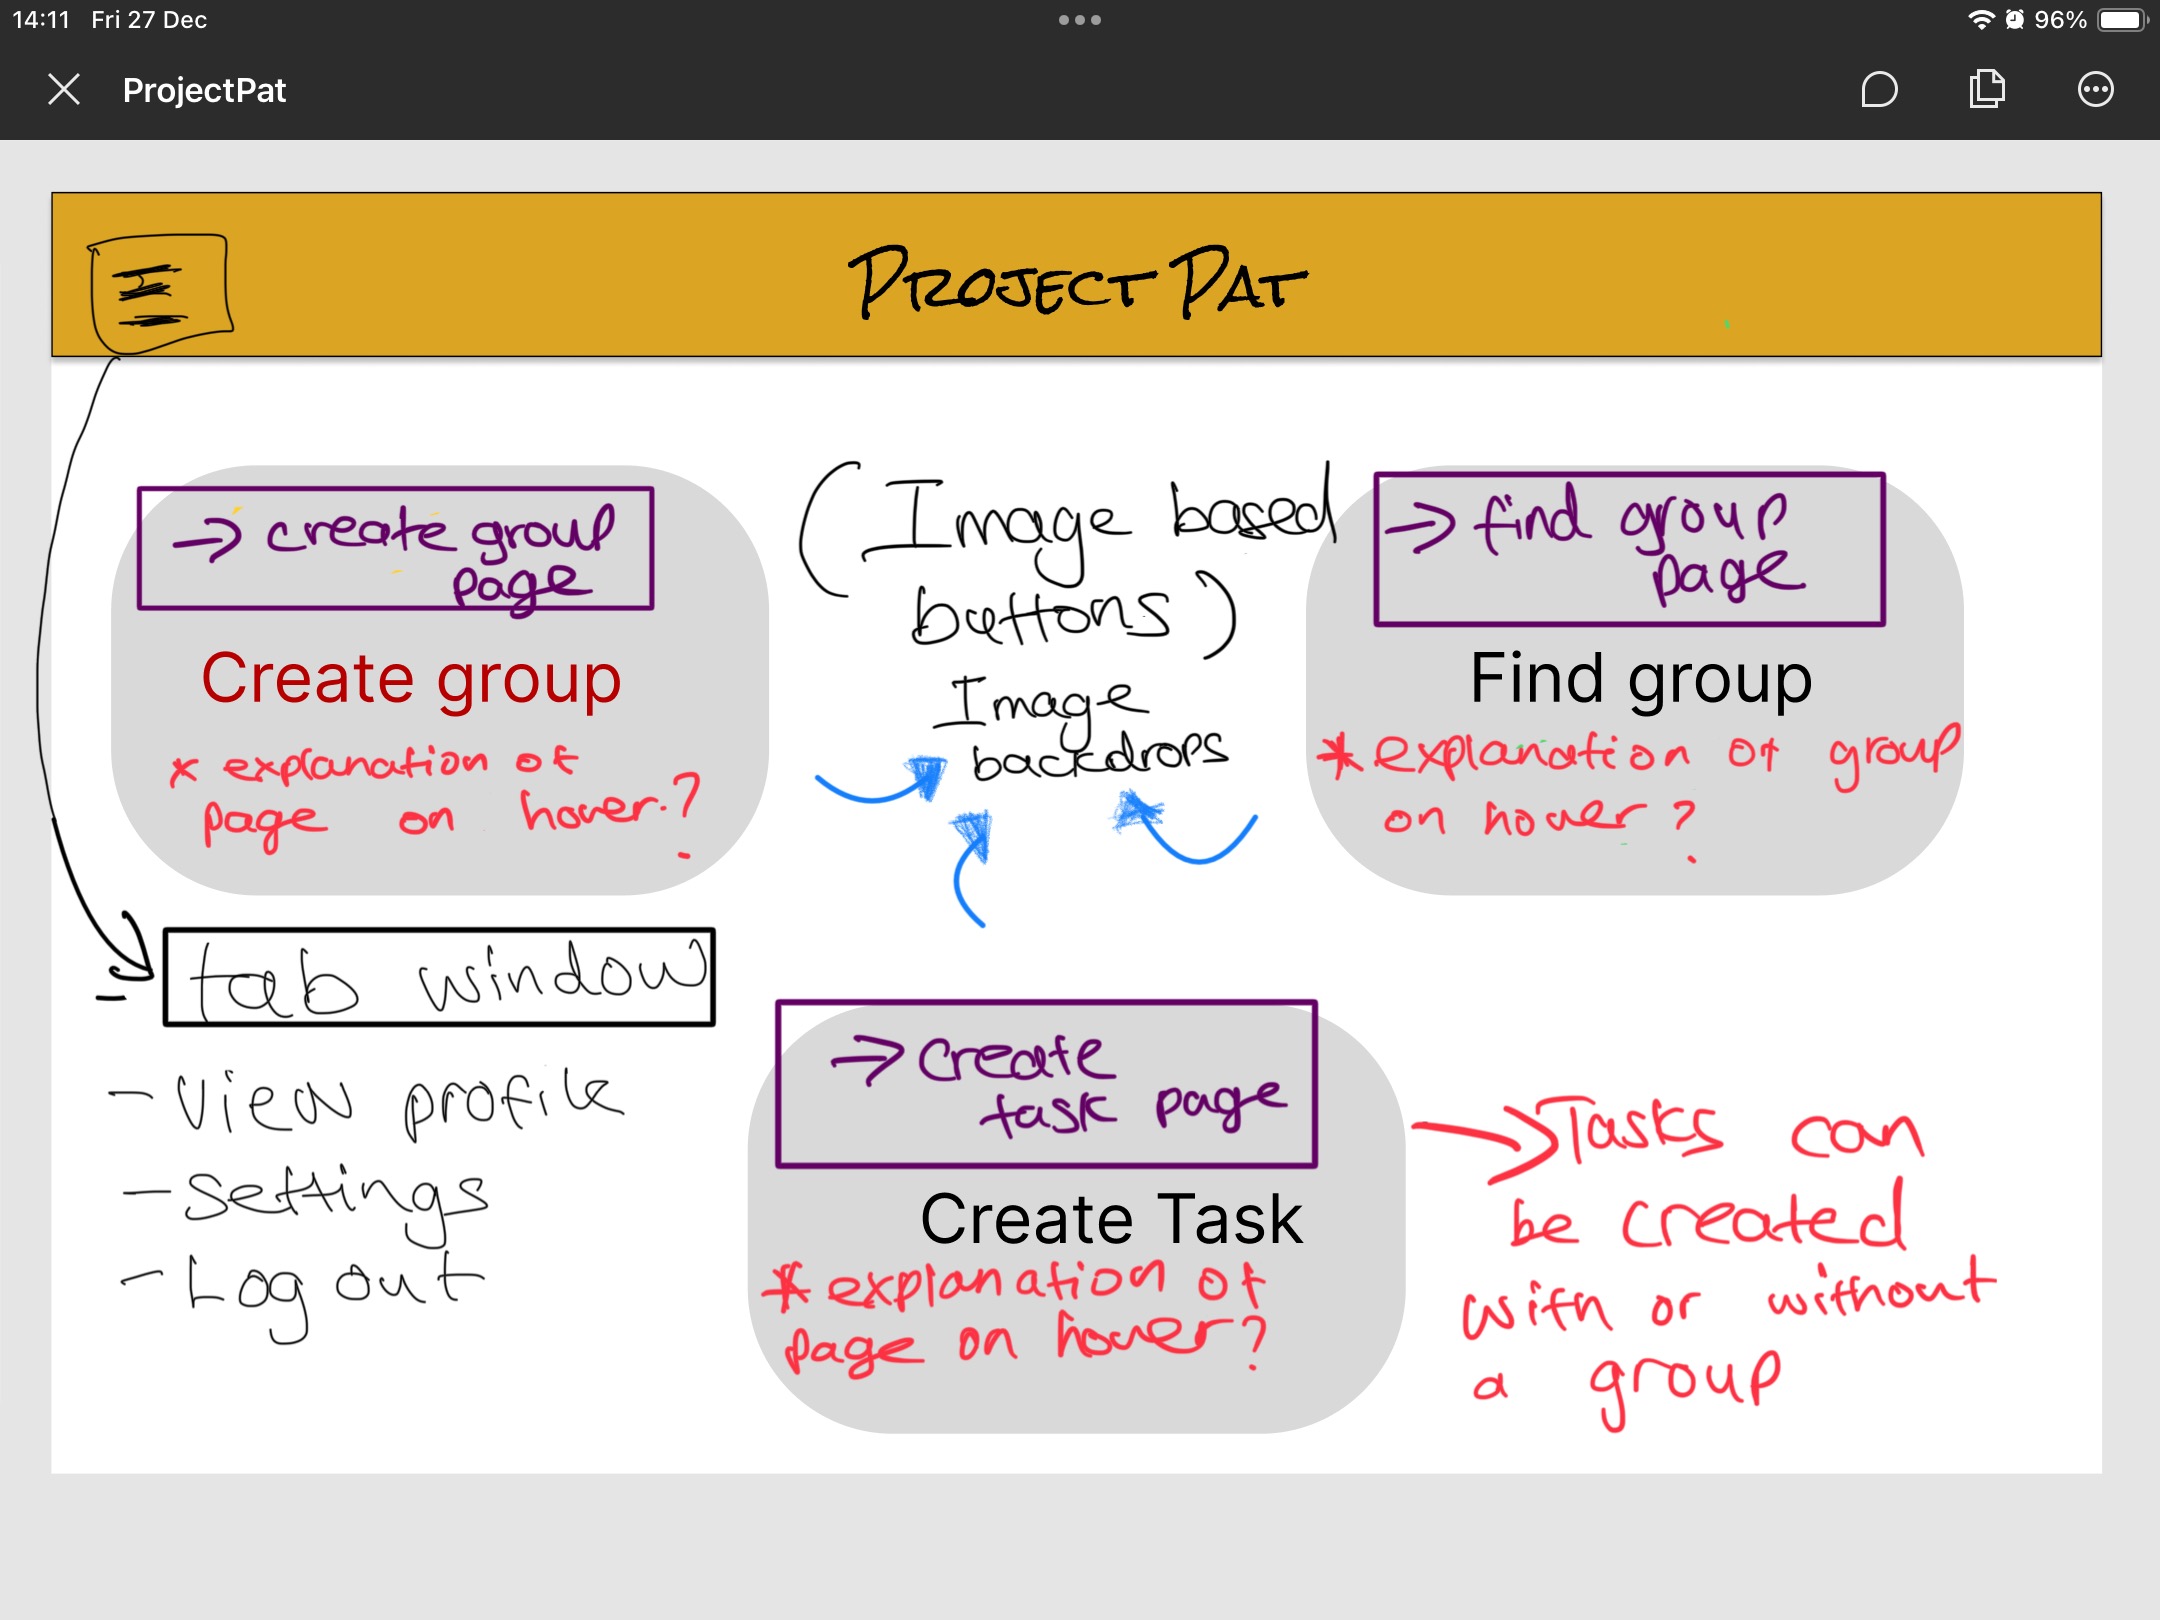 14:11 Fri 27 Dec
96%
ProjectPat
PROJECT PAT
→ create group
page
Create group
* explanation of
page on hover?
(Image based
buttons)
Image
backdrops
→ find group
page
Find group
* explanation of group
on hover?
- tab window
- View profile
- Settings
- Log out
→ create
task page
Create Task
* explanation of
page on hover?
→ Tasks can
be created
with or without
a group